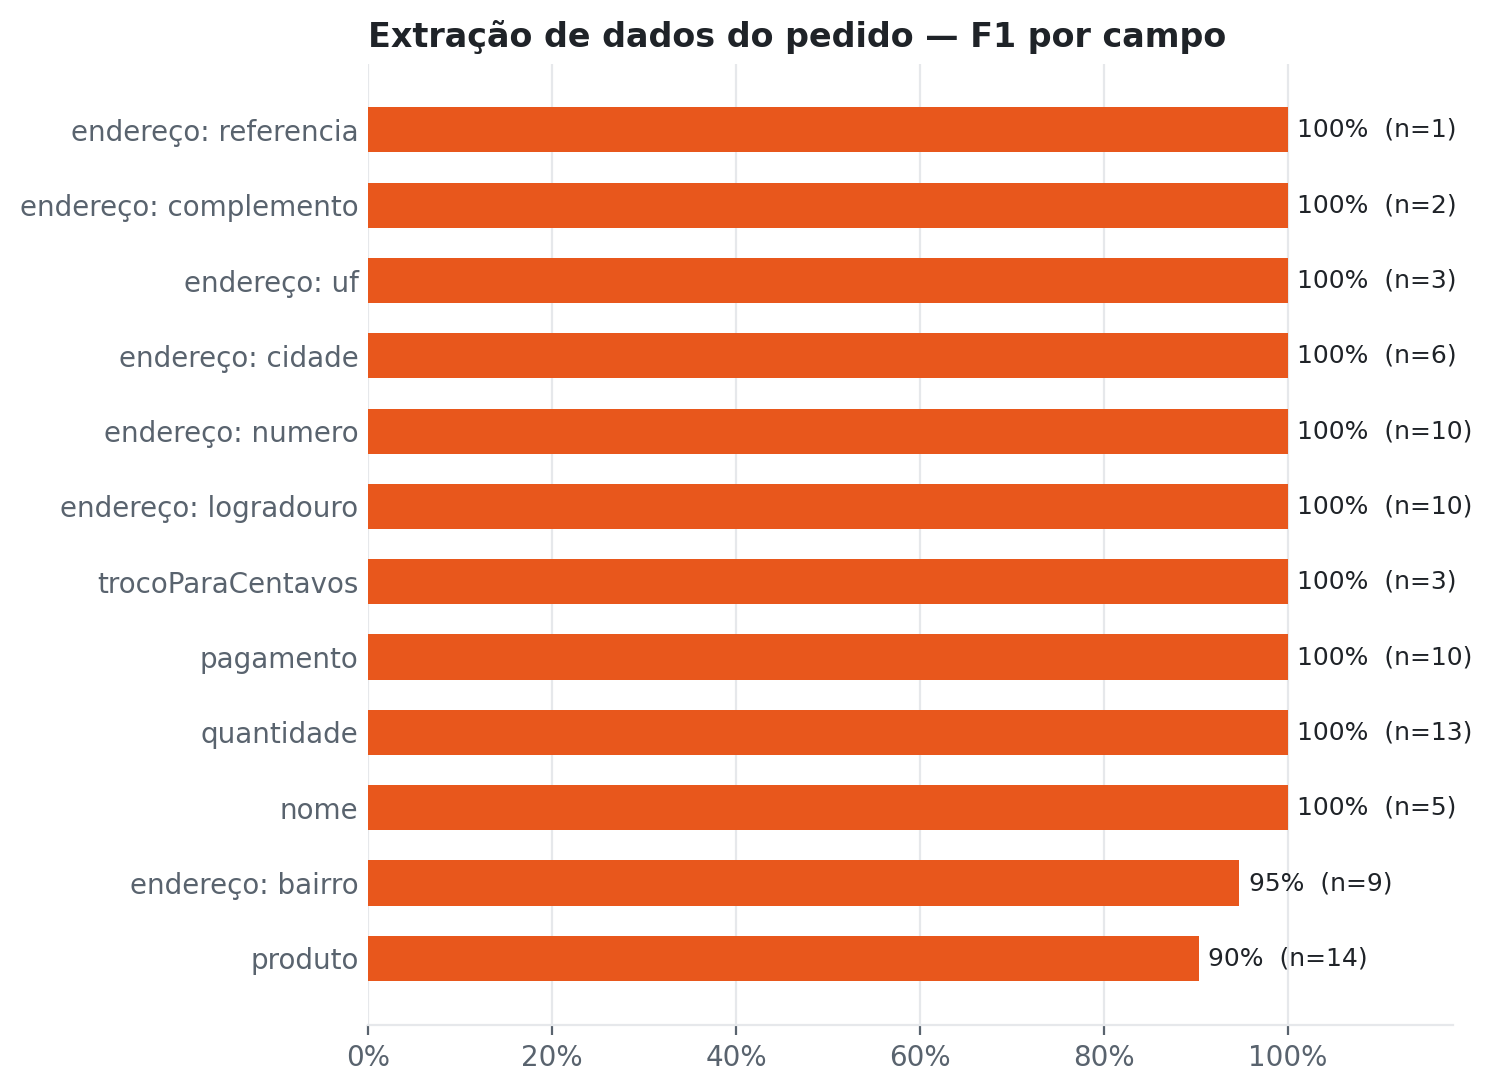 Extração de dados do pedido — F1 por campo
endereço: referencia 100% (n=1)
endereço: complemento 100% (n=2)
endereço: uf 100% (n=3)
endereço: cidade 100% (n=6)
endereço: numero 100% (n=10)
endereço: logradouro 100% (n=10)
trocoParaCentavos 100% (n=3)
pagamento 100% (n=10)
quantidade 100% (n=13)
nome 100% (n=5)
endereço: bairro 95% (n=9)
produto 90% (n=14)
0% 20% 40% 60% 80% 100%